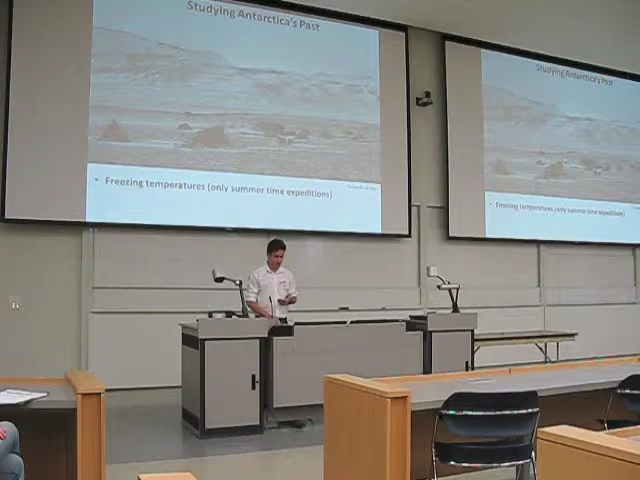 Studying Antarctica's Past
• Freezing temperatures (only summer time expeditions)
Studying Antarctica's Past
• Freezing temperatures (only summer time expeditions)